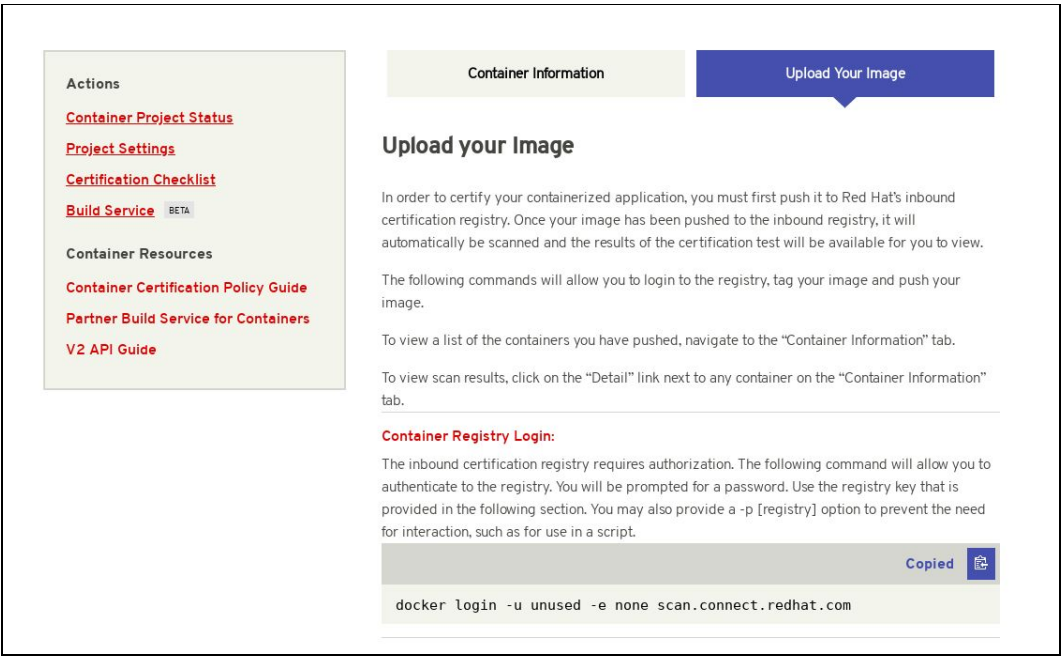 Actions
Container Project Status
Project Settings
Certification Checklist
Build Service BETA
Container Resources
Container Certification Policy Guide
Partner Build Service for Containers
V2 API Guide
Container Information
Upload Your Image
Upload your Image
In order to certify your containerized application, you must first push it to Red Hat's inbound
certification registry. Once your image has been pushed to the inbound registry, it will
automatically be scanned and the results of the certification test will be available for you to view.
The following commands will allow you to login to the registry, tag your image and push your
image.
To view a list of the containers you have pushed, navigate to the “Container Information” tab.
To view scan results, click on the “Detail” link next to any container on the “Container Information”
tab.
Container Registry Login:
The inbound certification registry requires authorization. The following command will allow you to
authenticate to the registry. You will be prompted for a password. Use the registry key that is
provided in the following section. You may also provide a -p [registry] option to prevent the need
for interaction, such as for use in a script.
Copied
docker login -u unused -e none scan.connect.redhat.com